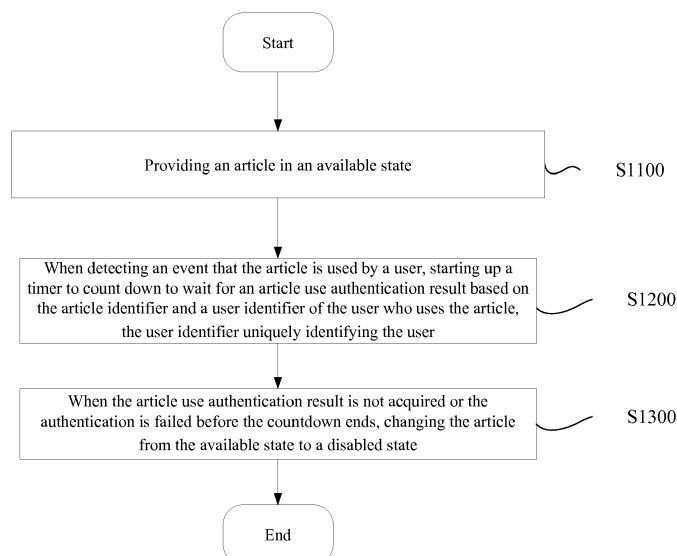 Start
Providing an article in an available state
S1100
When detecting an event that the article is used by a user, starting up a
timer to count down to wait for an article use authentication result based on
the article identifier and a user identifier of the user who uses the article,
the user identifier uniquely identifying the user
S1200
When the article use authentication result is not acquired or the
authentication is failed before the countdown ends, changing the article
from the available state to a disabled state
S1300
End